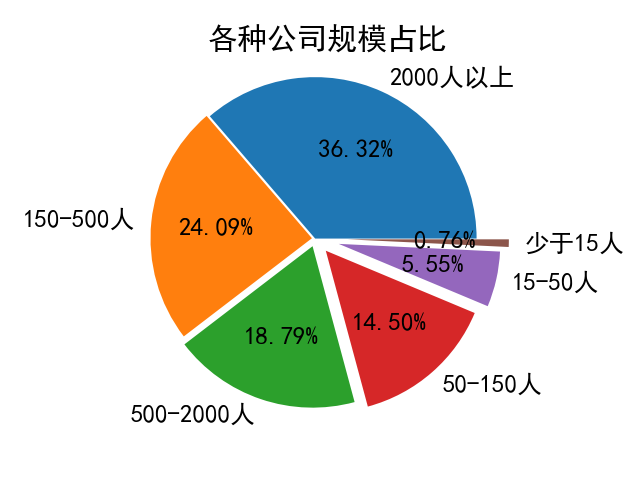 各种公司规模占比
2000人以上
36.32%
150-500人
24.09%
0.76%
少于15人
5.55%
15-50人
14.50%
18.79%
50-150人
500-2000人